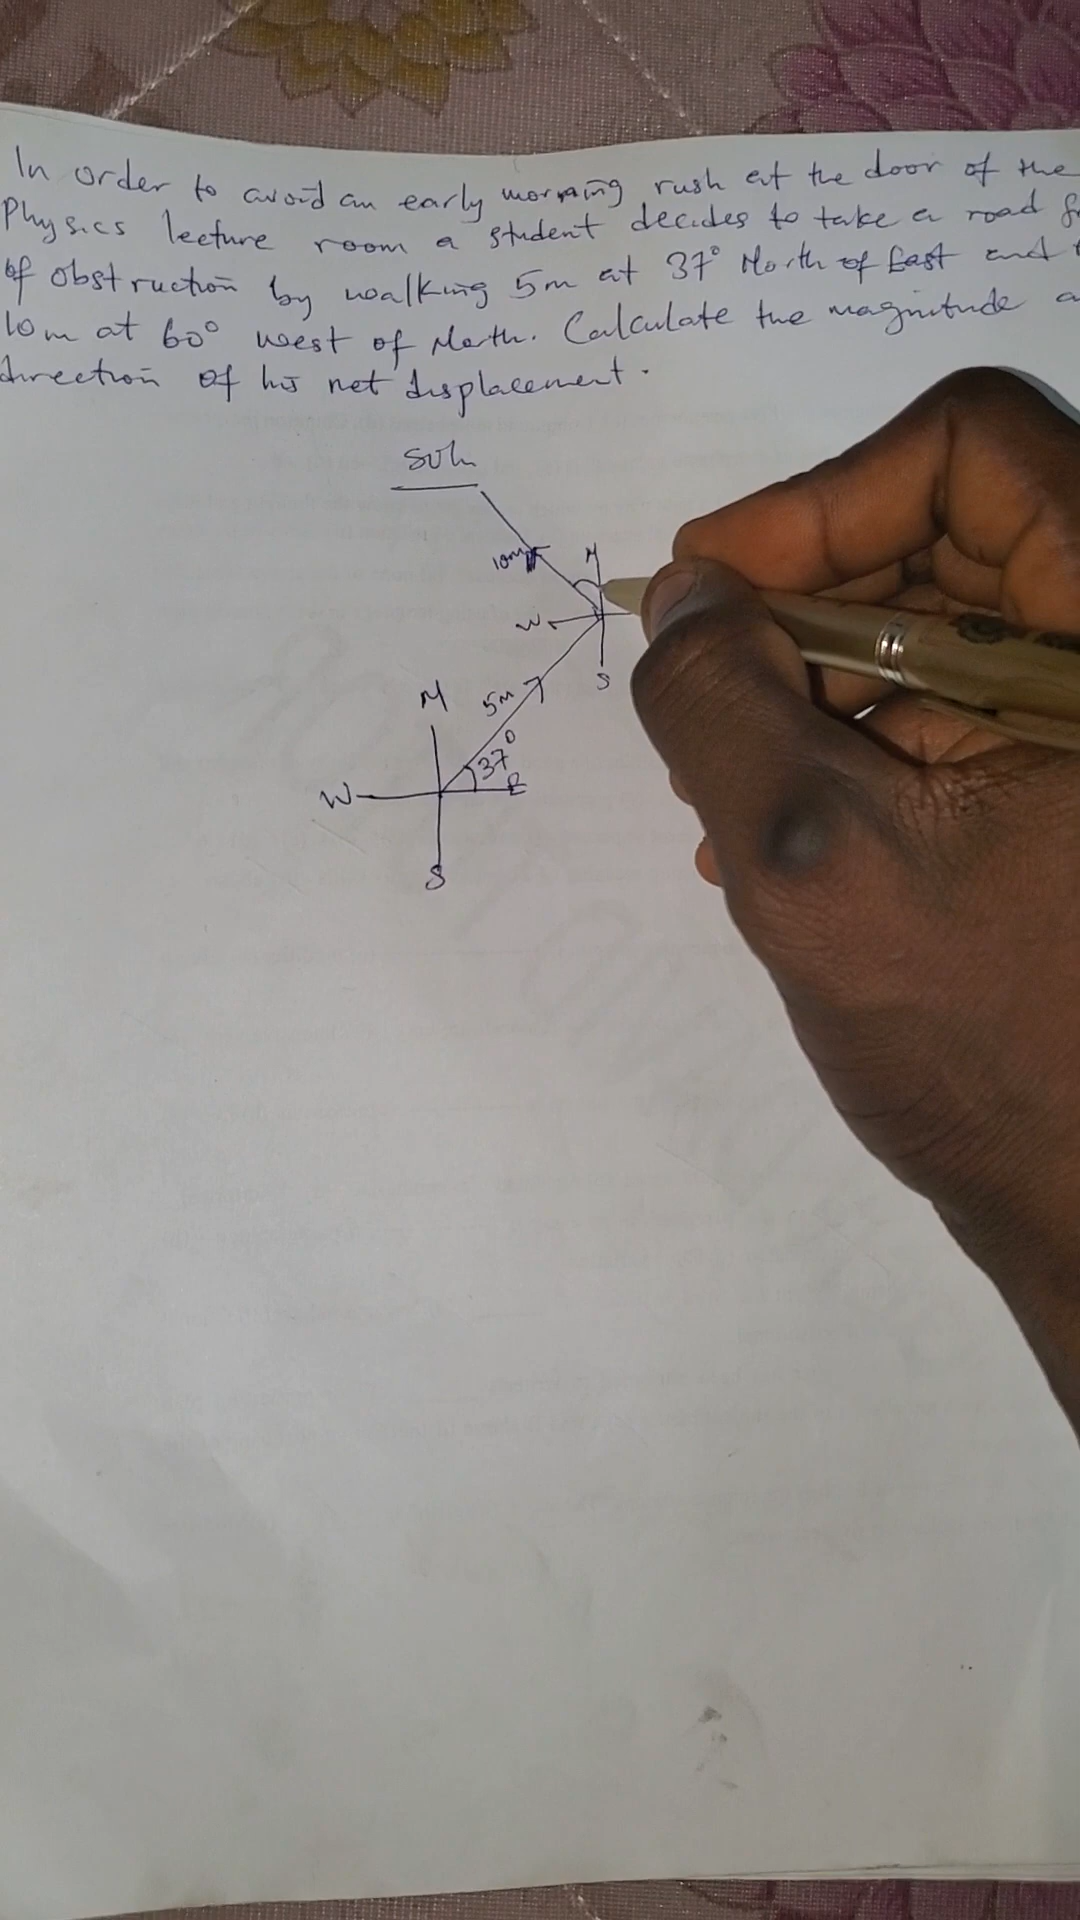 In order to avoid an early morning rush at the door of the
Physics lecture room a student decides to take a road
of obstruction by walking 5m at 37° North of East and
10m at 60° west of North. Calculate the magnitude
direction of his net displacement.
Soln
10m
N
W
S
N
5m
37°
W
E
S